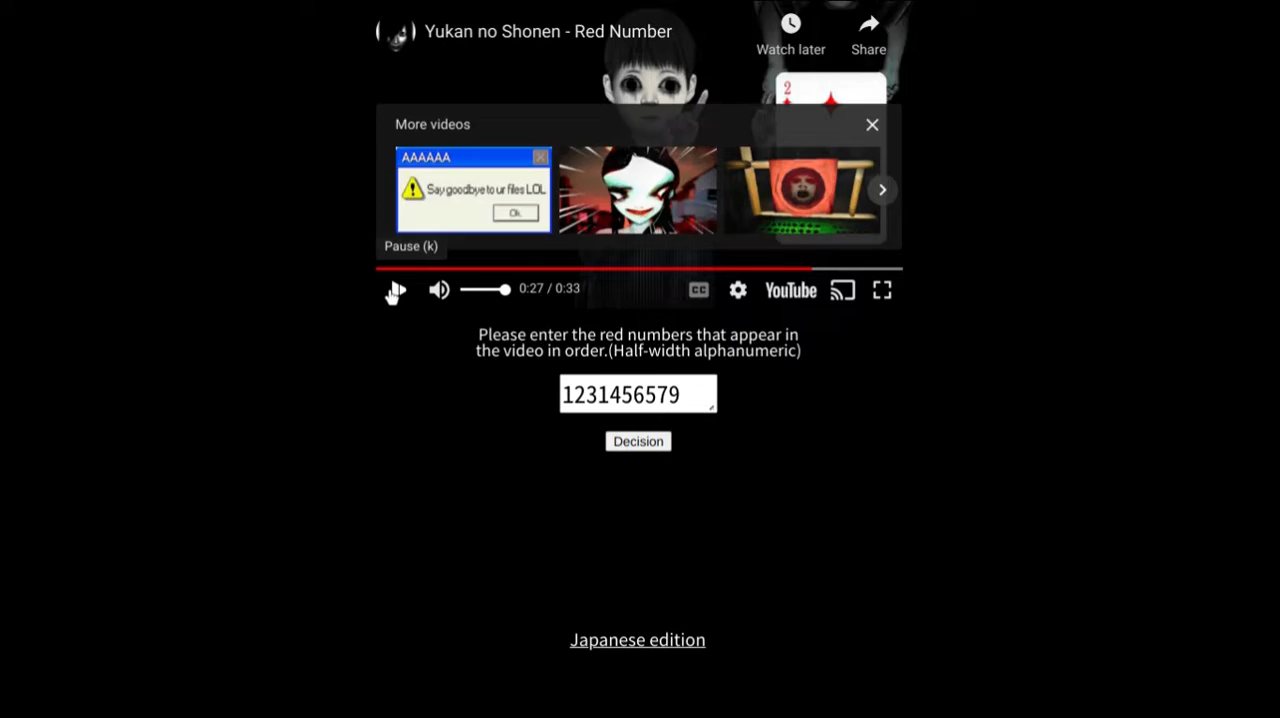 Yukan no Shonen - Red Number
Watch later
Share
2
More videos
AAAAAA
Say goodbye to ur files LOL
Ok.
Pause (k)
0:27 / 0:33
CC
YouTube
Please enter the red numbers that appear in
the video in order.(Half-width alphanumeric)
1231456579
Decision
Japanese edition